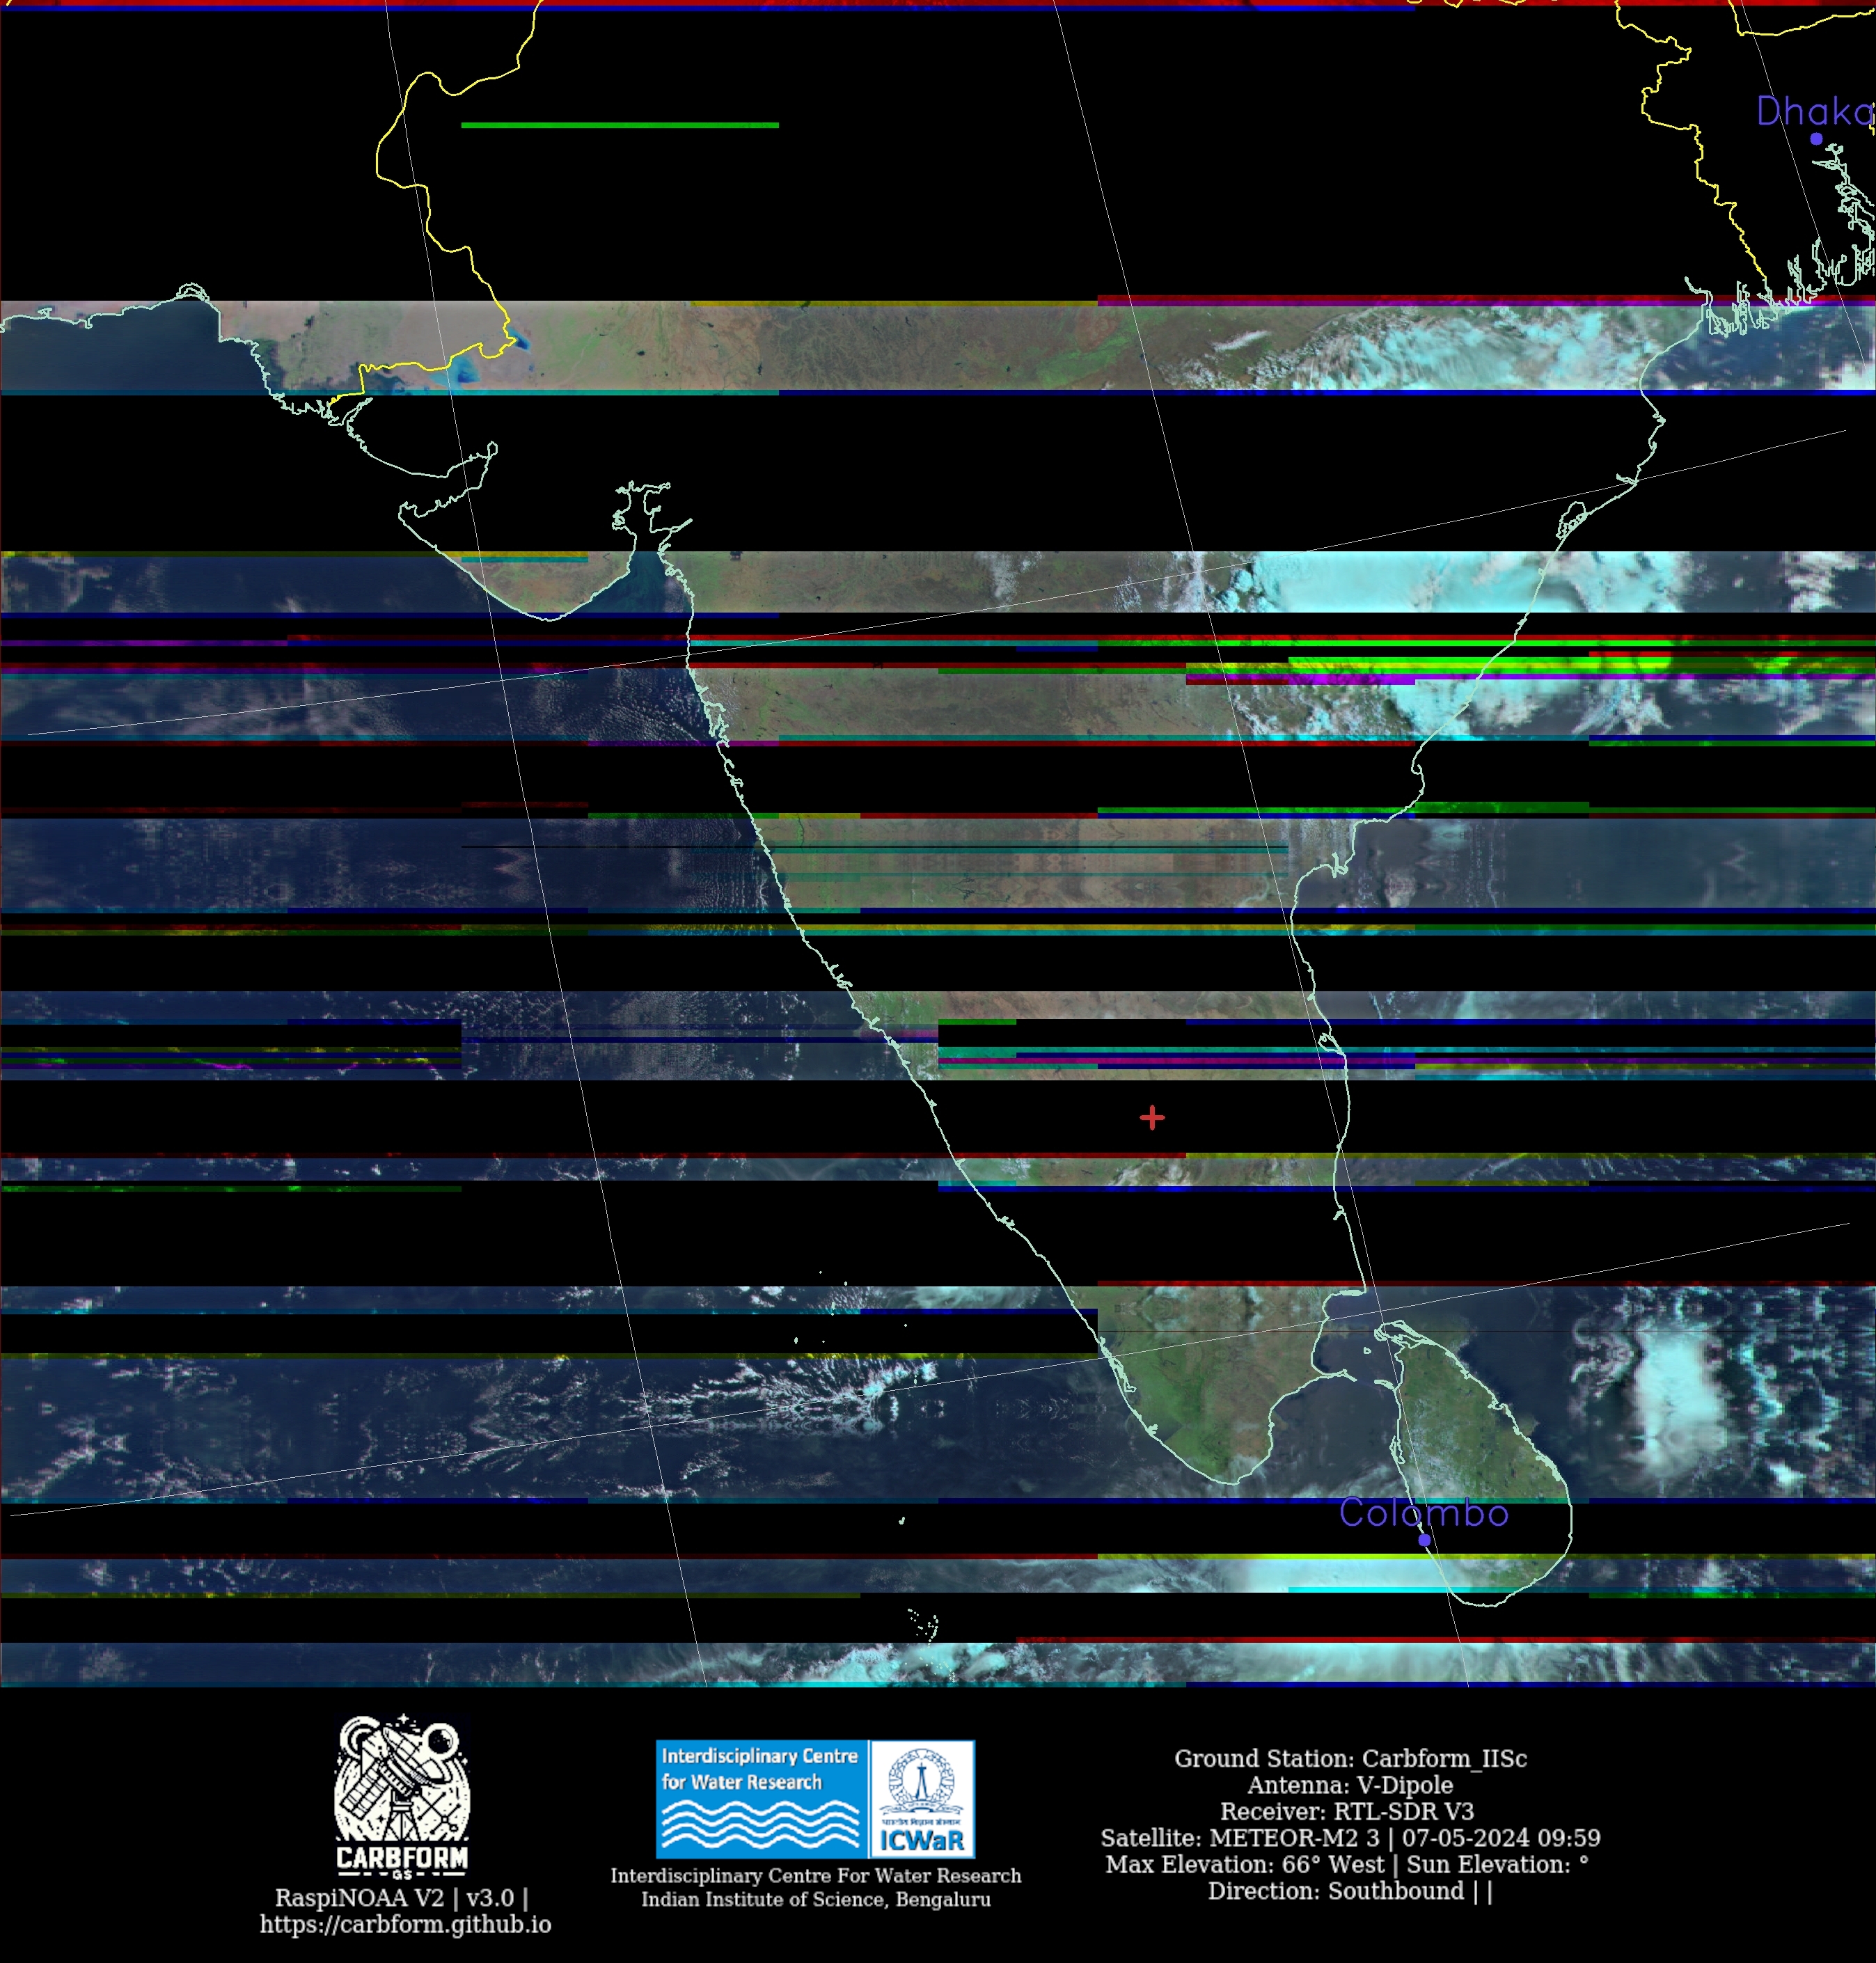 Dhaka
Colombo
CARBFORM
GS
RaspiNOAA V2 | v3.0 |
https://carbform.github.io
Interdisciplinary Centre
for Water Research
ICWaR
Interdisciplinary Centre For Water Research
Indian Institute of Science, Bengaluru
Ground Station: Carbform_IISc
Antenna: V-Dipole
Receiver: RTL-SDR V3
Satellite: METEOR-M2 3 | 07-05-2024 09:59
Max Elevation: 66° West | Sun Elevation: °
Direction: Southbound | |